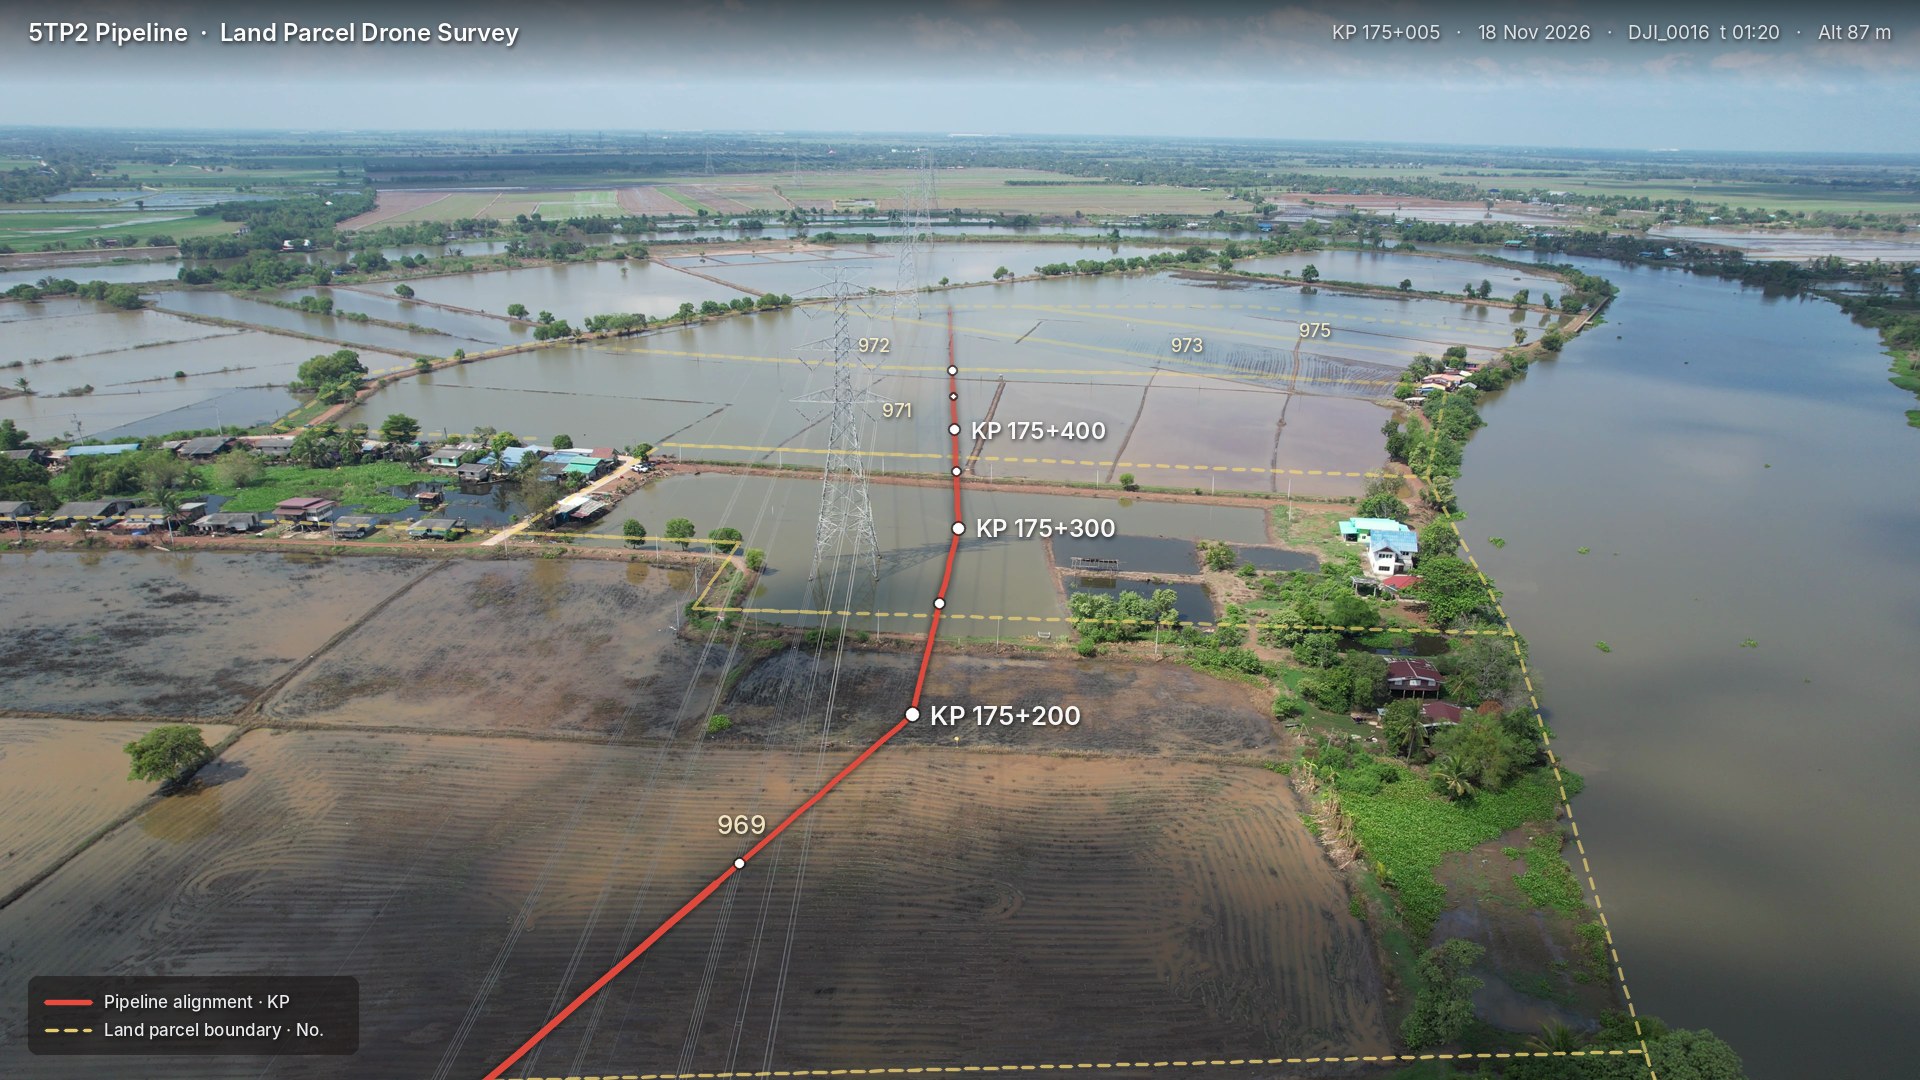 5TP2 Pipeline · Land Parcel Drone Survey
KP 175+005 · 18 Nov 2026 · DJI_0016 t 01:20 · Alt 87 m
975
972
973
971
KP 175+400
KP 175+300
KP 175+200
969
Pipeline alignment · KP
Land parcel boundary · No.